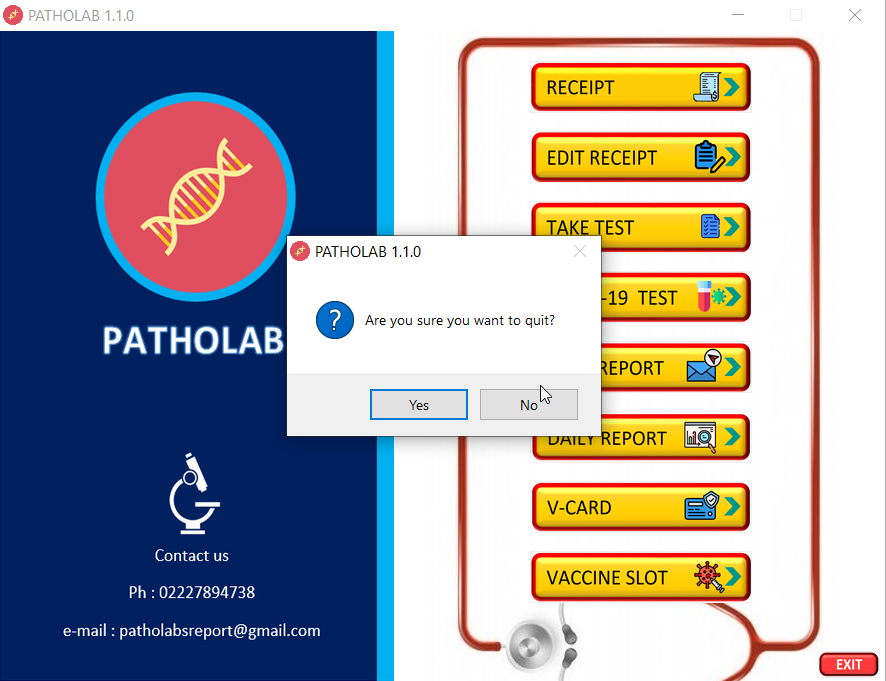 PATHOLAB 1.1.0
RECEIPT
EDIT RECEIPT
TAKE TEST
PATHOLAB 1.1.0
-19 TEST
?
Are you sure you want to quit?
PATHOLAB
REPORT
Yes
No
DAILY REPORT
V-CARD
Contact us
VACCINE SLOT
Ph : 02227894738
e-mail : patholabsreport@gmail.com
EXIT